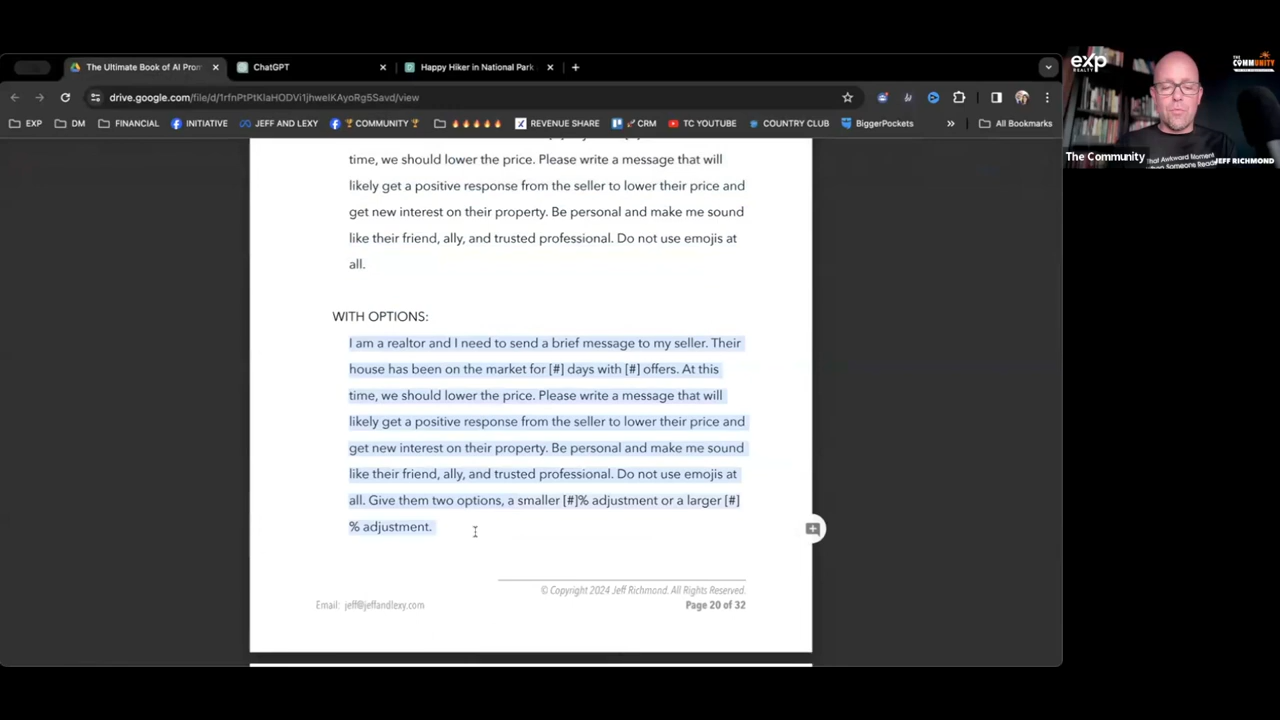 The Ultimate Book of AI Pron
ChatGPT
Happy Hiker in National Park
drive.google.com/file/d/1rfnPtPtKIaHODVi1jhweIKAyoRg5Savd/view
EXP
DM
FINANCIAL
INITIATIVE
JEFF AND LEXY
COMMUNITY
REVENUE SHARE
CRM
TC YOUTUBE
COUNTRY CLUB
BiggerPockets
»
All Bookmarks
time, we should lower the price. Please write a message that will
likely get a positive response from the seller to lower their price and
get new interest on their property. Be personal and make me sound
like their friend, ally, and trusted professional. Do not use emojis at
all.
WITH OPTIONS:
I am a realtor and I need to send a brief message to my seller. Their
house has been on the market for [#] days with [#] offers. At this
time, we should lower the price. Please write a message that will
likely get a positive response from the seller to lower their price and
get new interest on their property. Be personal and make me sound
like their friend, ally, and trusted professional. Do not use emojis at
all. Give them two options, a smaller [#]% adjustment or a larger [#]
% adjustment.
© Copyright 2024 Jeff Richmond. All Rights Reserved.
Email: jeff@jeffandlexy.com
Page 20 of 32
exp
REALTY
THE
COMMUNITY
The Community
That Awkward Moment
JEFF RICHMOND